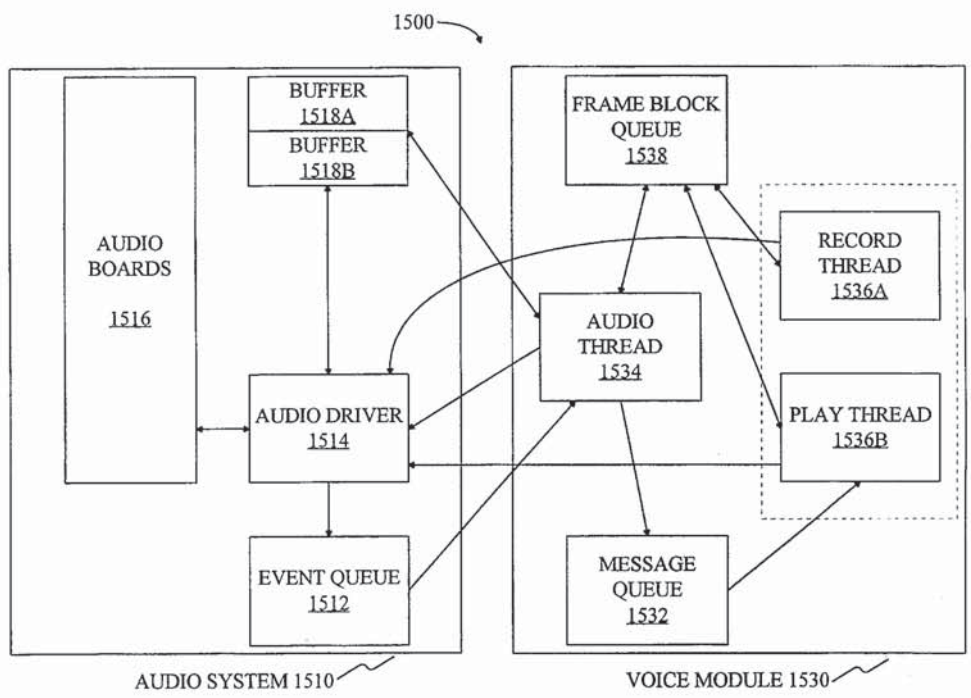 1500
BUFFER
1518A
BUFFER
1518B
AUDIO
BOARDS
1516
AUDIO DRIVER
1514
EVENT QUEUE
1512
AUDIO SYSTEM 1510
FRAME BLOCK
QUEUE
1538
RECORD
THREAD
1536A
AUDIO
THREAD
1534
PLAY THREAD
1536B
MESSAGE
QUEUE
1532
VOICE MODULE 1530